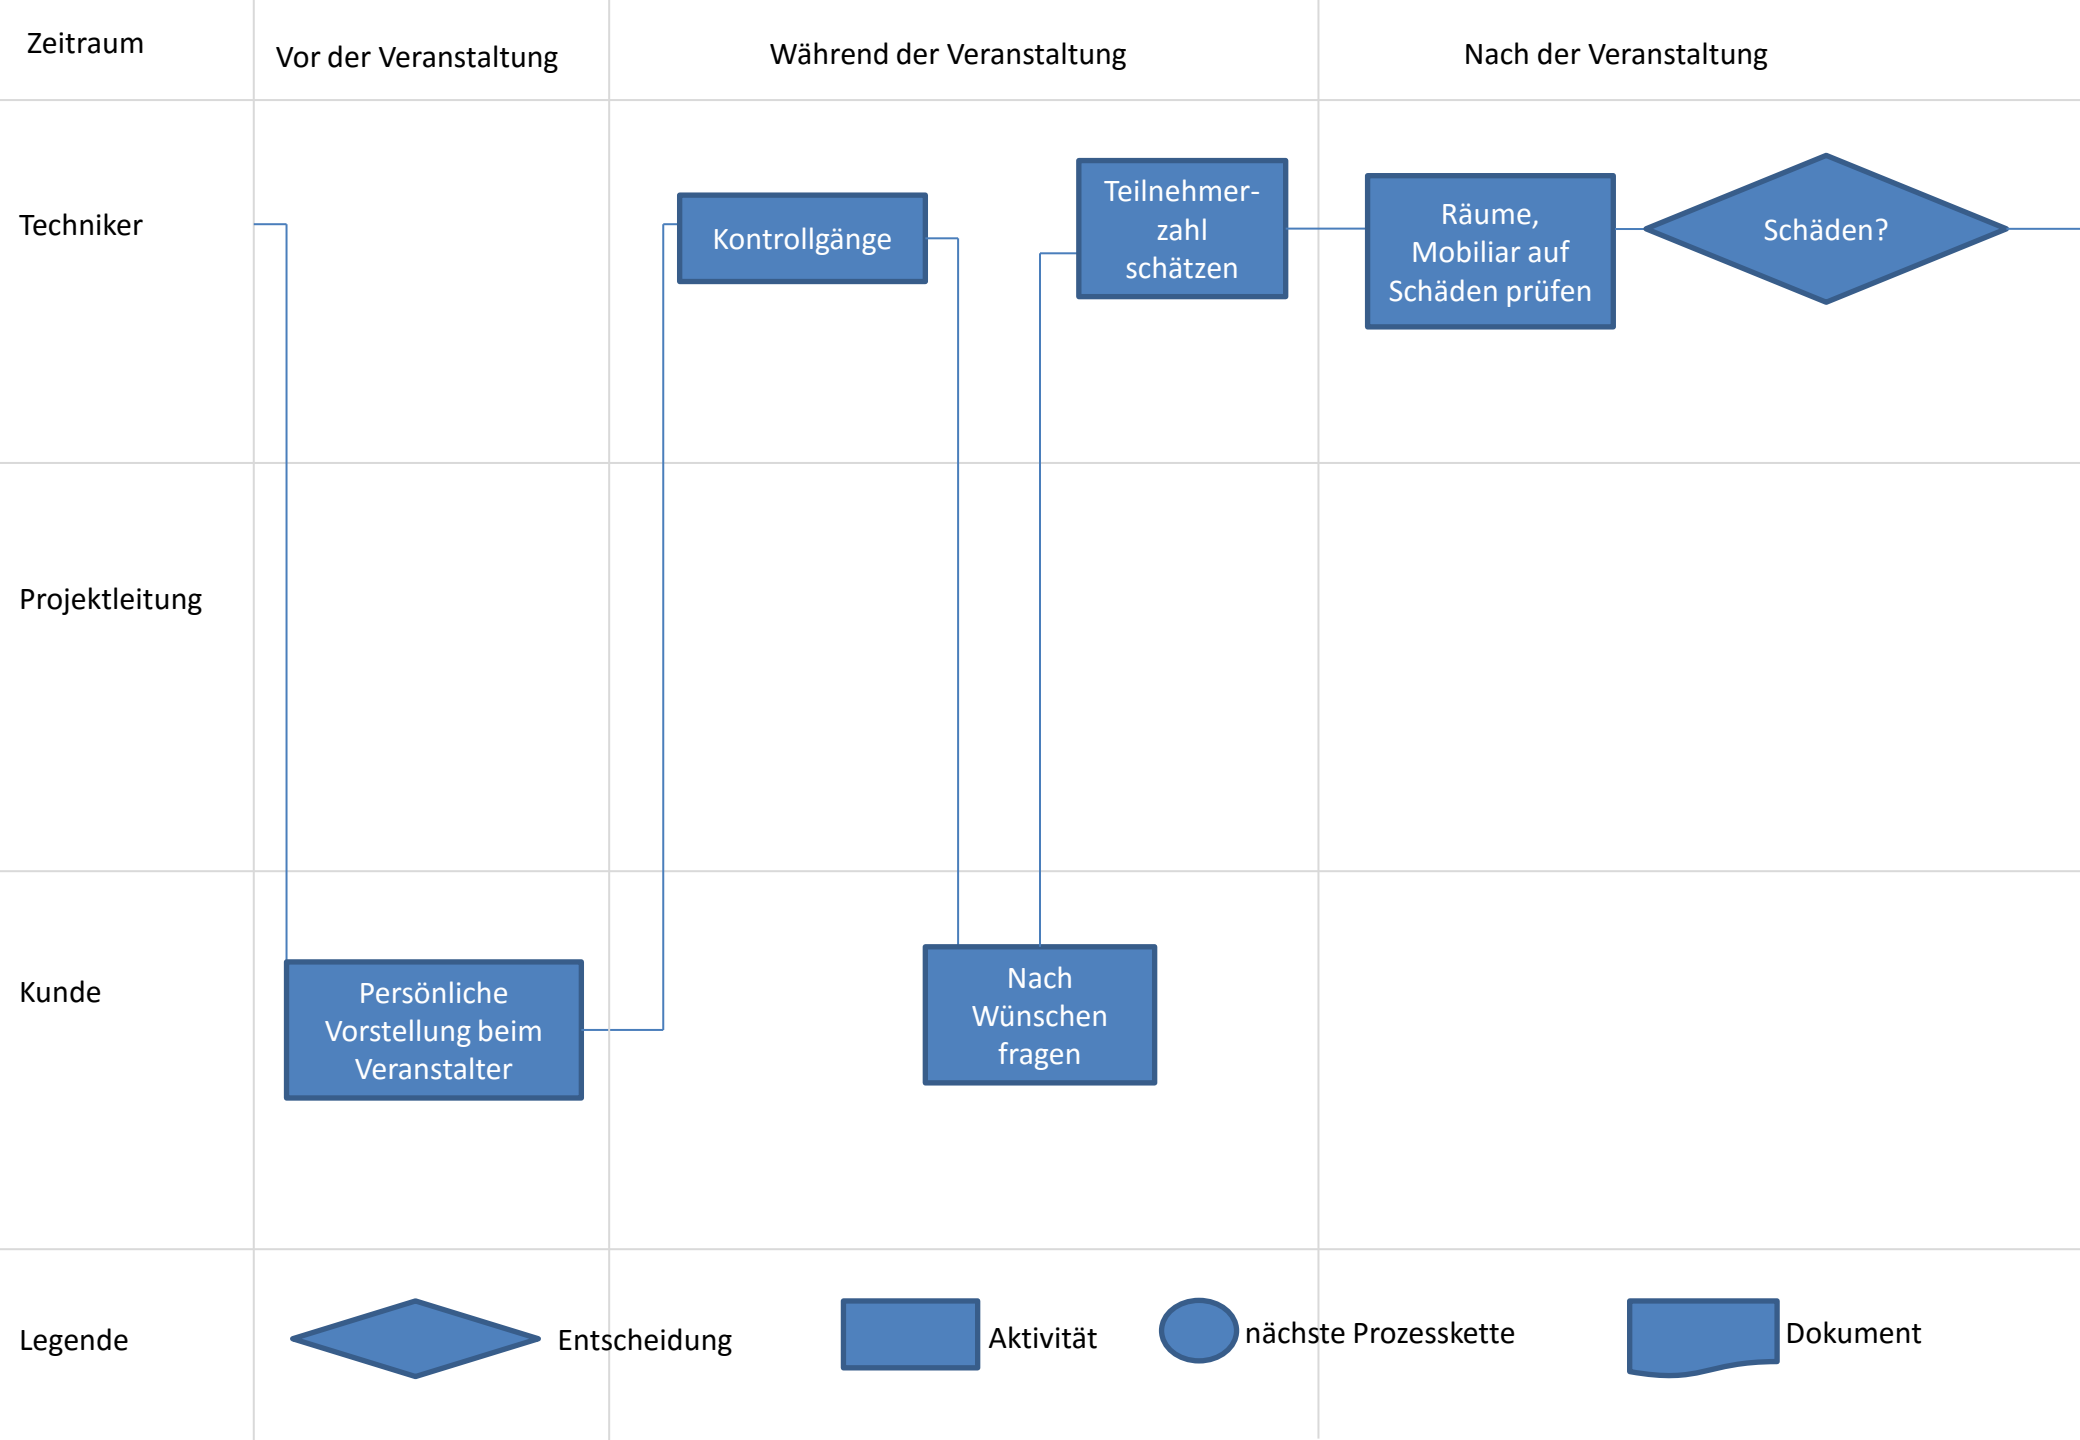 Zeitraum
Vor der Veranstaltung
Während der Veranstaltung
Nach der Veranstaltung
Techniker
Kontrollgänge
Teilnehmer-
zahl
schätzen
Räume,
Mobiliar auf
Schäden prüfen
Schäden?
Projektleitung
Kunde
Persönliche
Vorstellung beim
Veranstalter
Nach
Wünschen
fragen
Legende
Entscheidung
Aktivität
nächste Prozesskette
Dokument